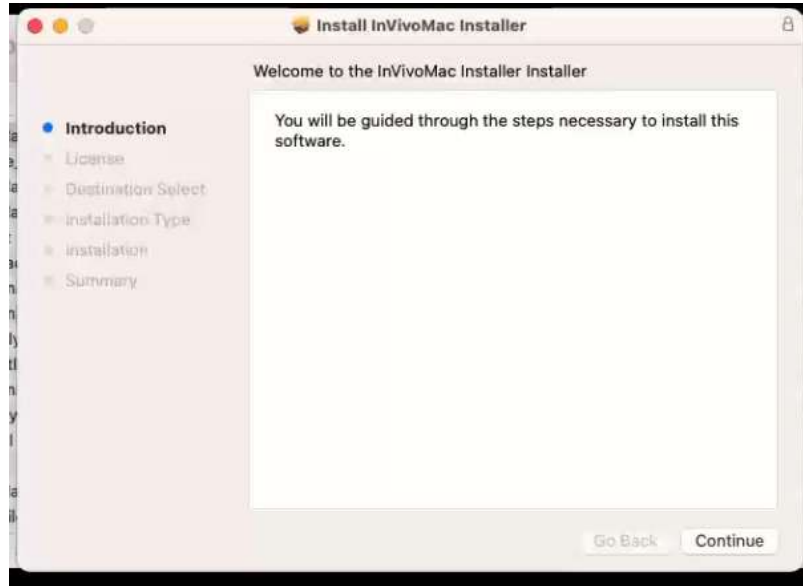 Install InVivoMac Installer
Welcome to the InVivoMac Installer Installer
Introduction
License
Destination Select
Installation Type
Installation
Summary
You will be guided through the steps necessary to install this
software.
Go Back
Continue